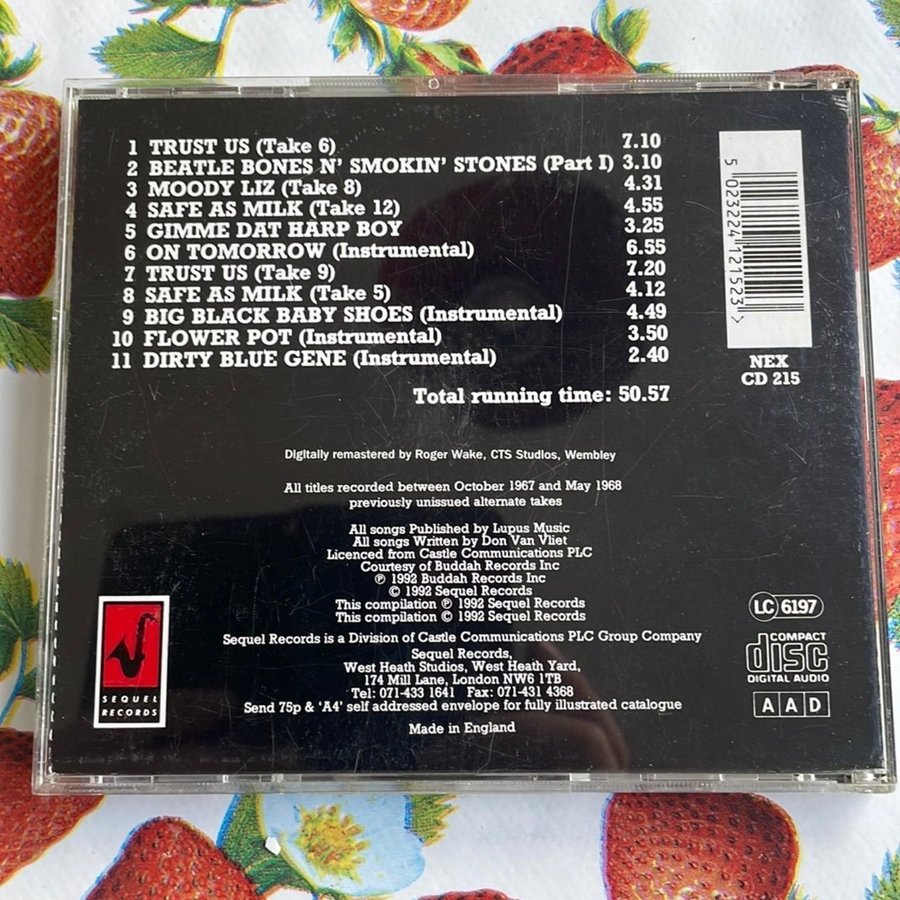 1 TRUST US (Take 6) 7.10
2 BEATLE BONES N' SMOKIN' STONES (Part I) 3.10
3 MOODY LIZ (Take 8) 4.31
4 SAFE AS MILK (Take 12) 4.55
5 GIMME DAT HARP BOY 3.25
6 ON TOMORROW (Instrumental) 6.55
7 TRUST US (Take 9) 7.20
8 SAFE AS MILK (Take 5) 4.12
9 BIG BLACK BABY SHOES (Instrumental) 4.49
10 FLOWER POT (Instrumental) 3.50
11 DIRTY BLUE GENE (Instrumental) 2.40
Total running time: 50.57
5 023224 121523 >
NEX
CD 215
Digitally remastered by Roger Wake, CTS Studios, Wembley
All titles recorded between October 1967 and May 1968
previously unissued alternate takes
All songs Published by Lupus Music
All songs Written by Don Van Vliet
Licenced from Castle Communications PLC
Courtesy of Buddah Records Inc
℗ 1992 Buddah Records Inc
© 1992 Sequel Records
This compilation ℗ 1992 Sequel Records
This compilation © 1992 Sequel Records
Sequel Records is a Division of Castle Communications PLC Group Company
Sequel Records,
West Heath Studios, West Heath Yard,
174 Mill Lane, London NW6 1TB
Tel: 071-433 1641 Fax: 071-431 4368
Send 75p & 'A4' self addressed envelope for fully illustrated catalogue
Made in England
SEQUEL
RECORDS
LC 6197
COMPACT
disc
DIGITAL AUDIO
A A D